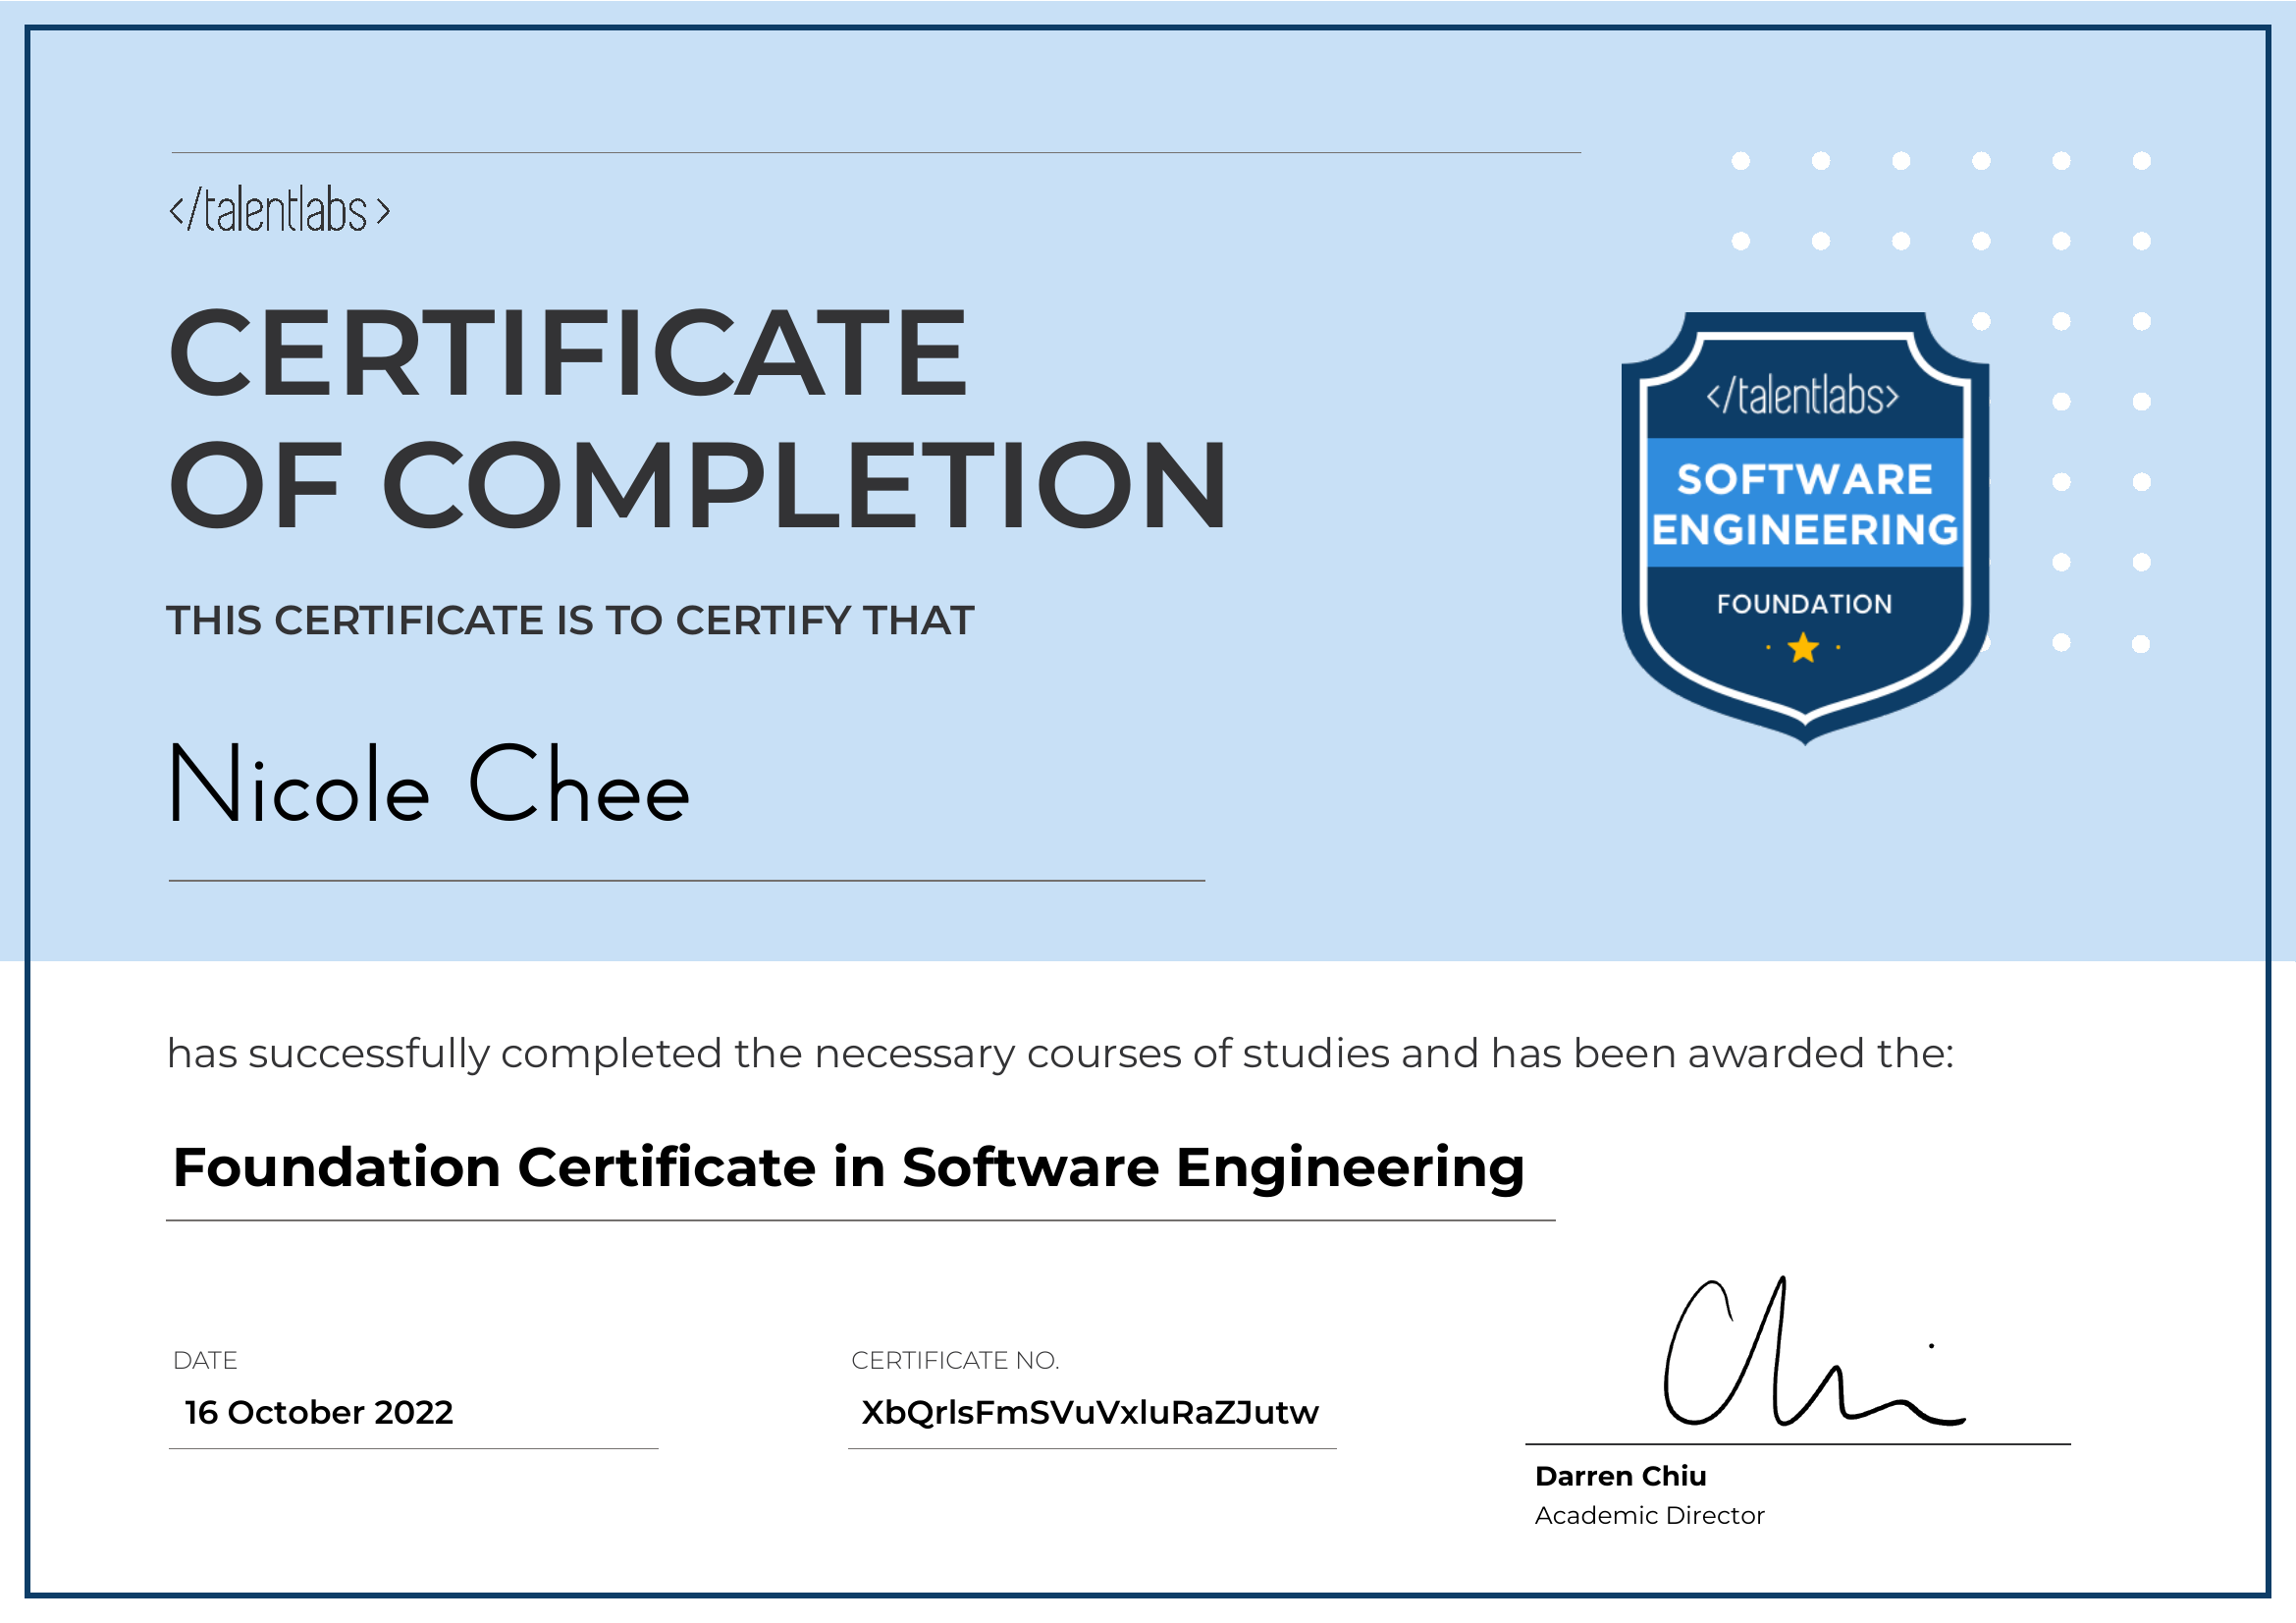 </talentlabs>
CERTIFICATE
OF COMPLETION
THIS CERTIFICATE IS TO CERTIFY THAT
Nicole Chee
</talentlabs>
SOFTWARE
ENGINEERING
FOUNDATION
has successfully completed the necessary courses of studies and has been awarded the:
Foundation Certificate in Software Engineering
DATE
16 October 2022
CERTIFICATE NO.
XbQrlsFmSVuVxluRaZJutw
Chi
Darren Chiu
Academic Director